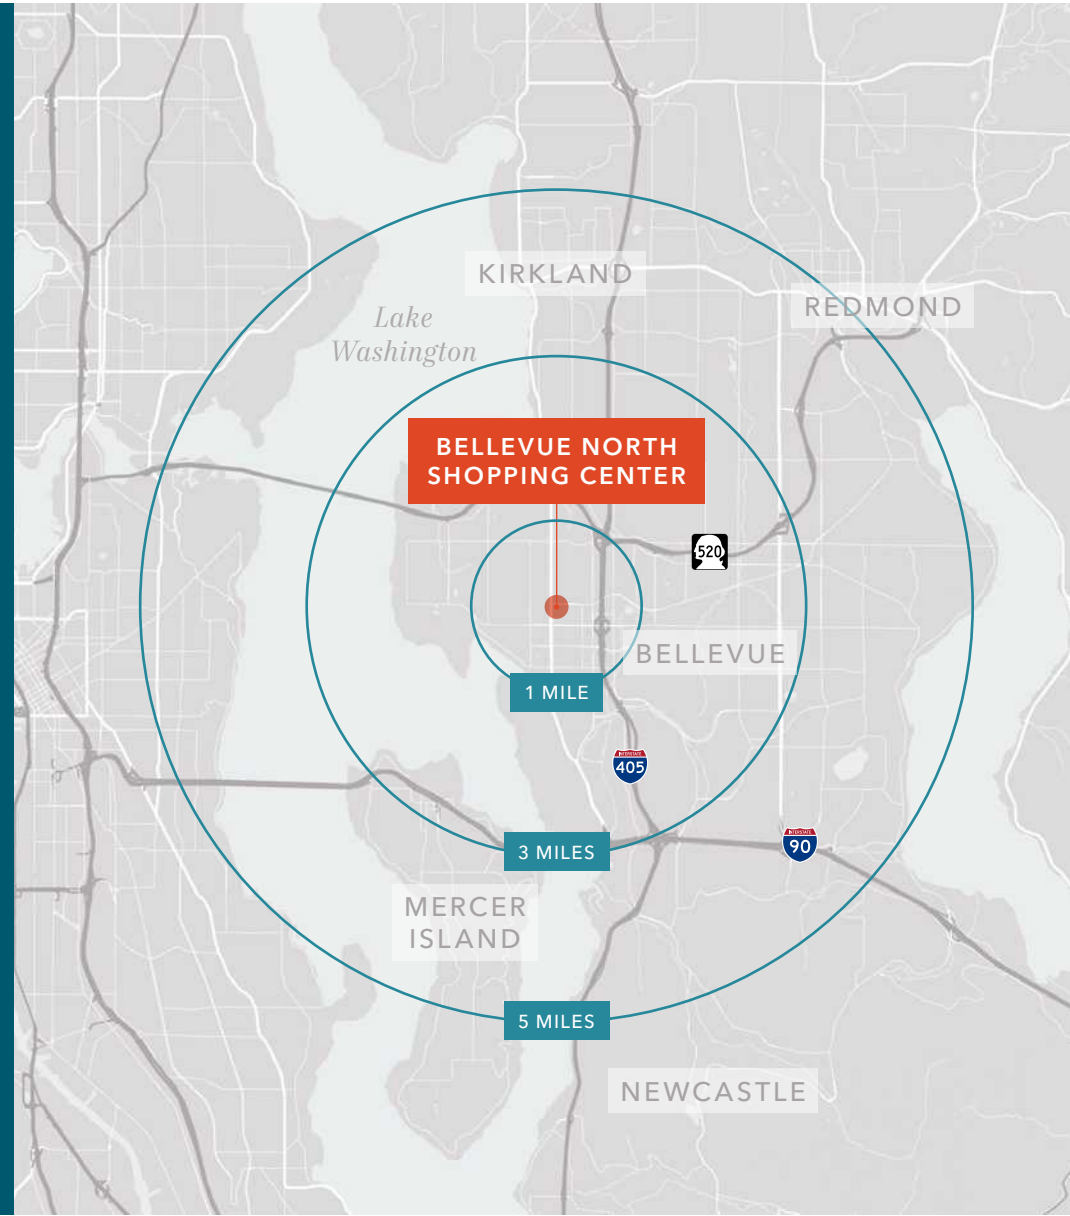 KIRKLAND
REDMOND
Lake
Washington
BELLEVUE NORTH
SHOPPING CENTER
520
BELLEVUE
1 MILE
INTERSTATE
405
INTERSTATE
90
3 MILES
MERCER
ISLAND
5 MILES
NEWCASTLE